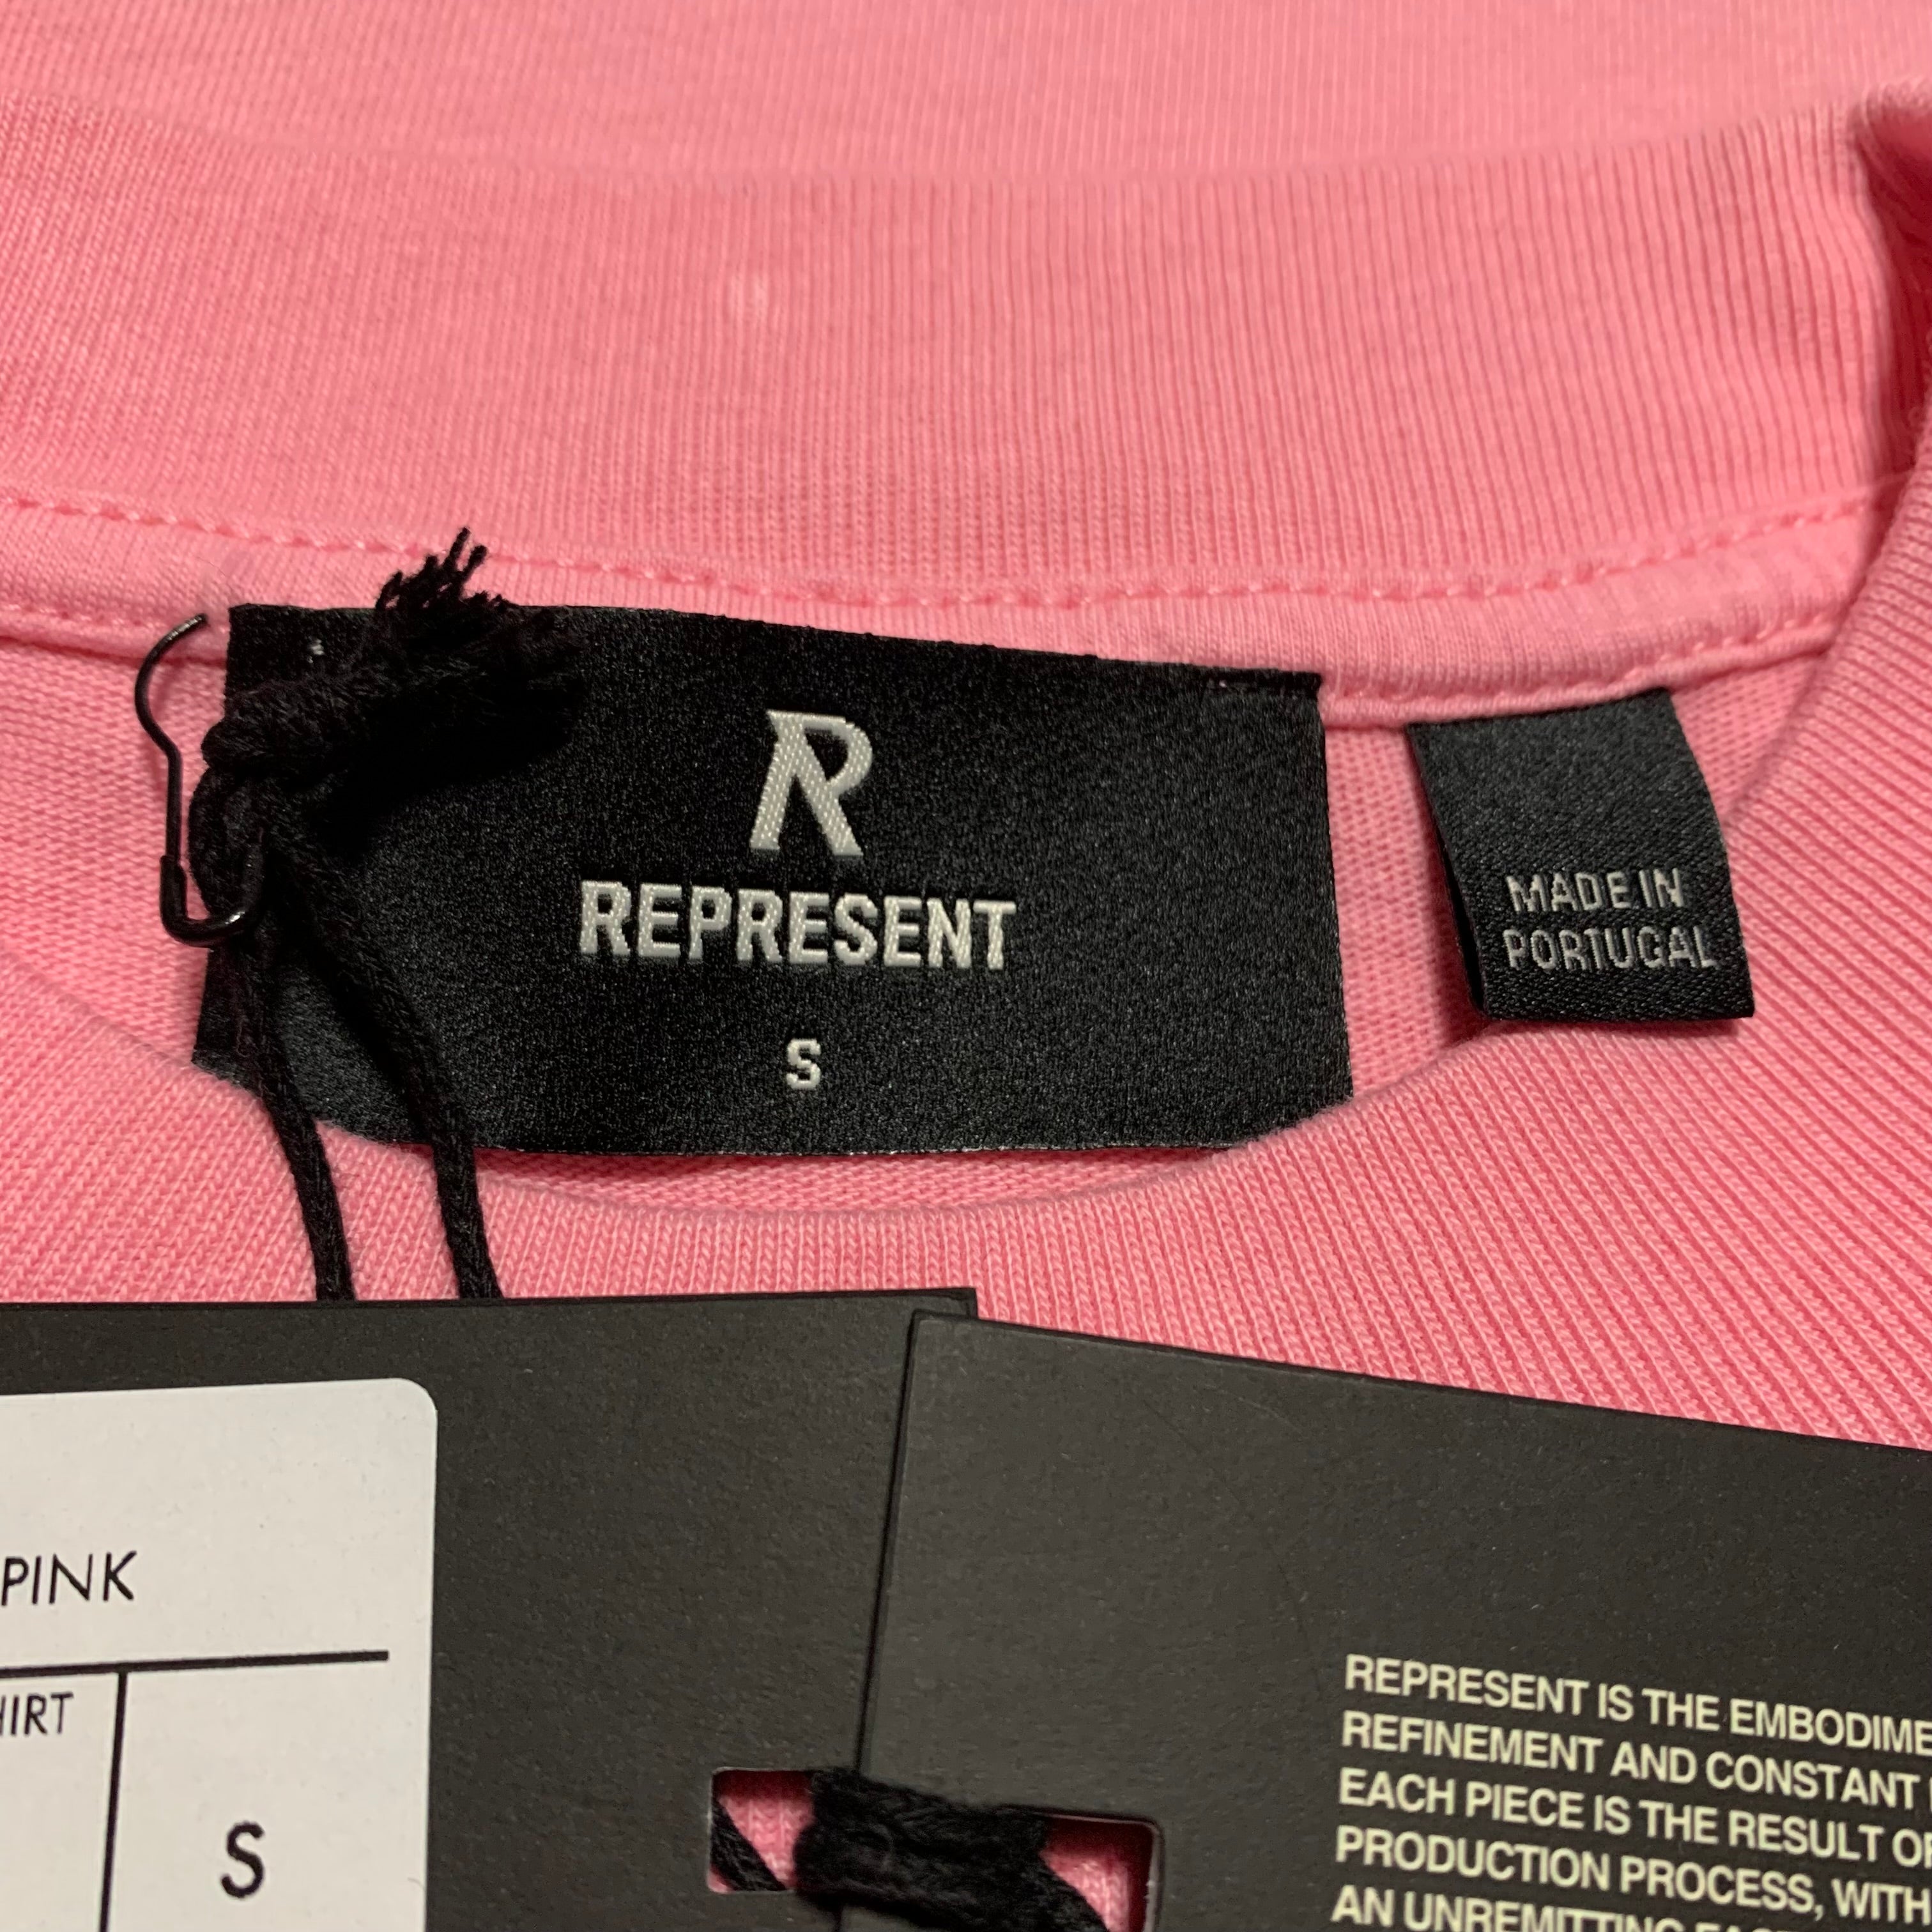 R
REPRESENT
S
MADE IN
PORTUGAL
PINK
HIRT
S
REPRESENT IS THE EMBODIME
REFINEMENT AND CONSTANT
EACH PIECE IS THE RESULT O
PRODUCTION PROCESS, WITH
AN UNREMITTING